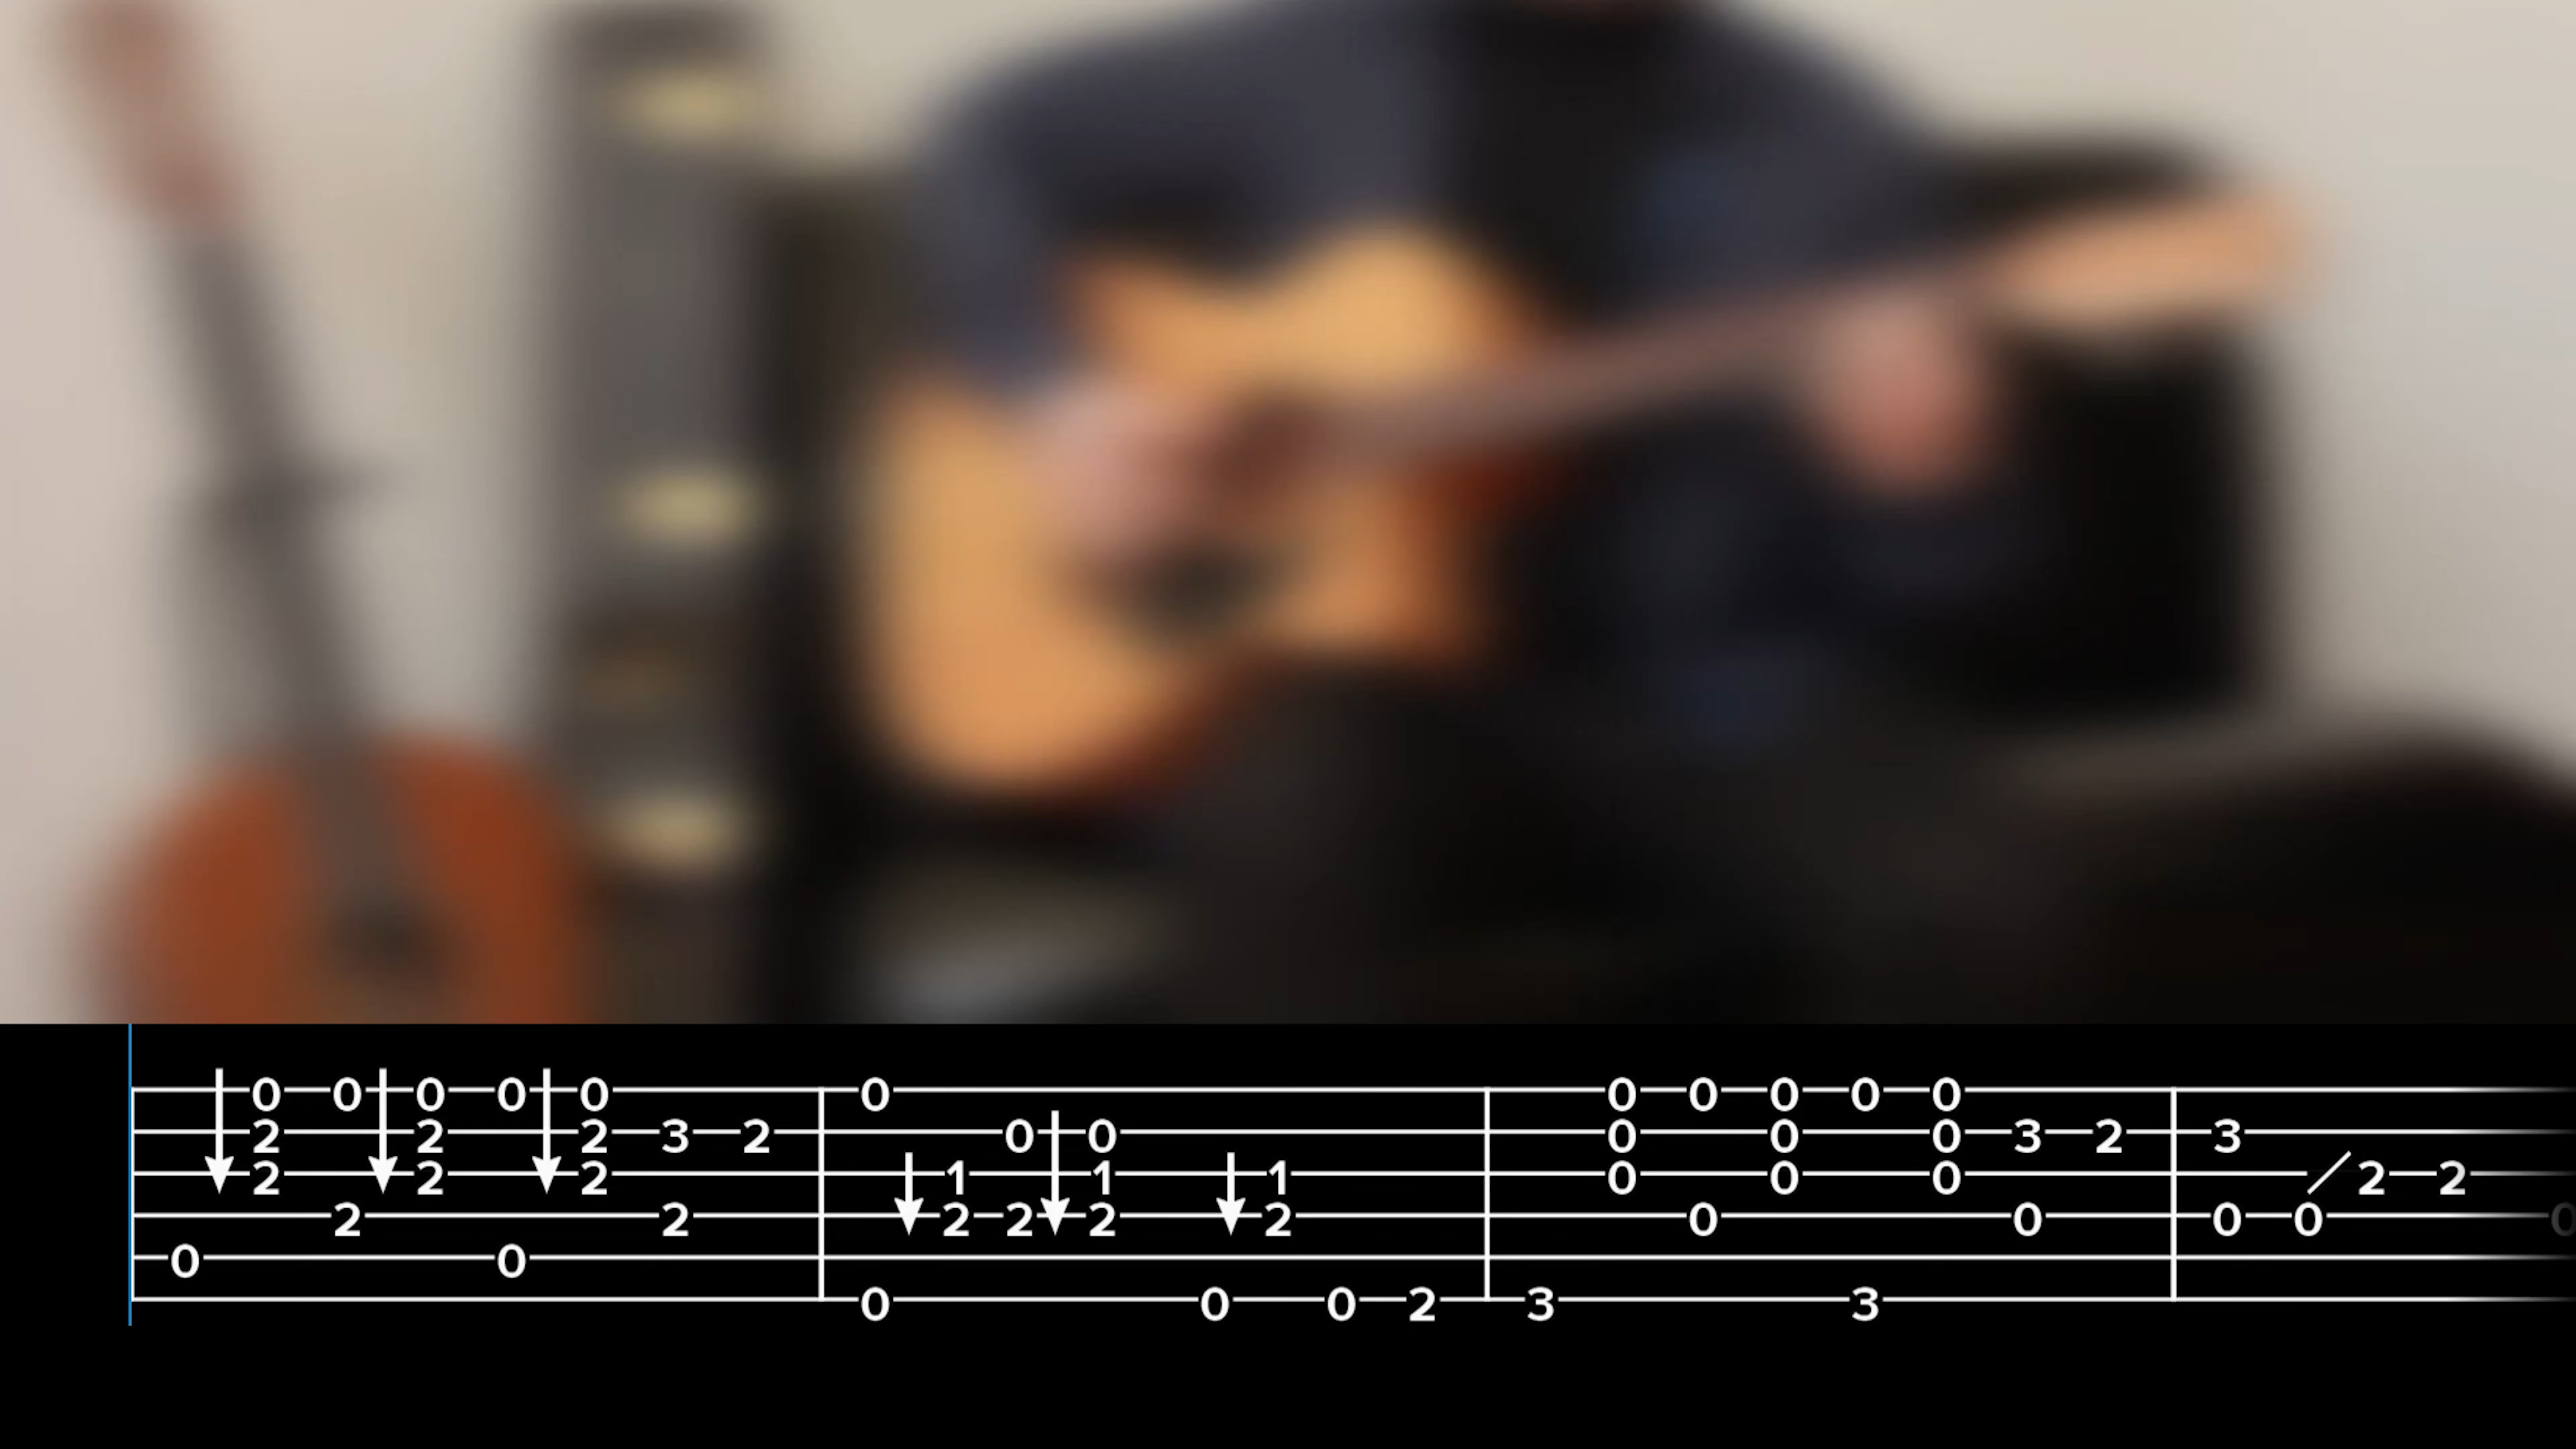 0 0 0 0 0 0 0 0 0 0 0
2 2 2 3 2 0 0 0 0 0 3 2 3
2 2 2 1 1 1 0 0 0 2 2
2 2 2 2 2 2 0 0 0 0 0
0 0
0 0 0 2 3 3